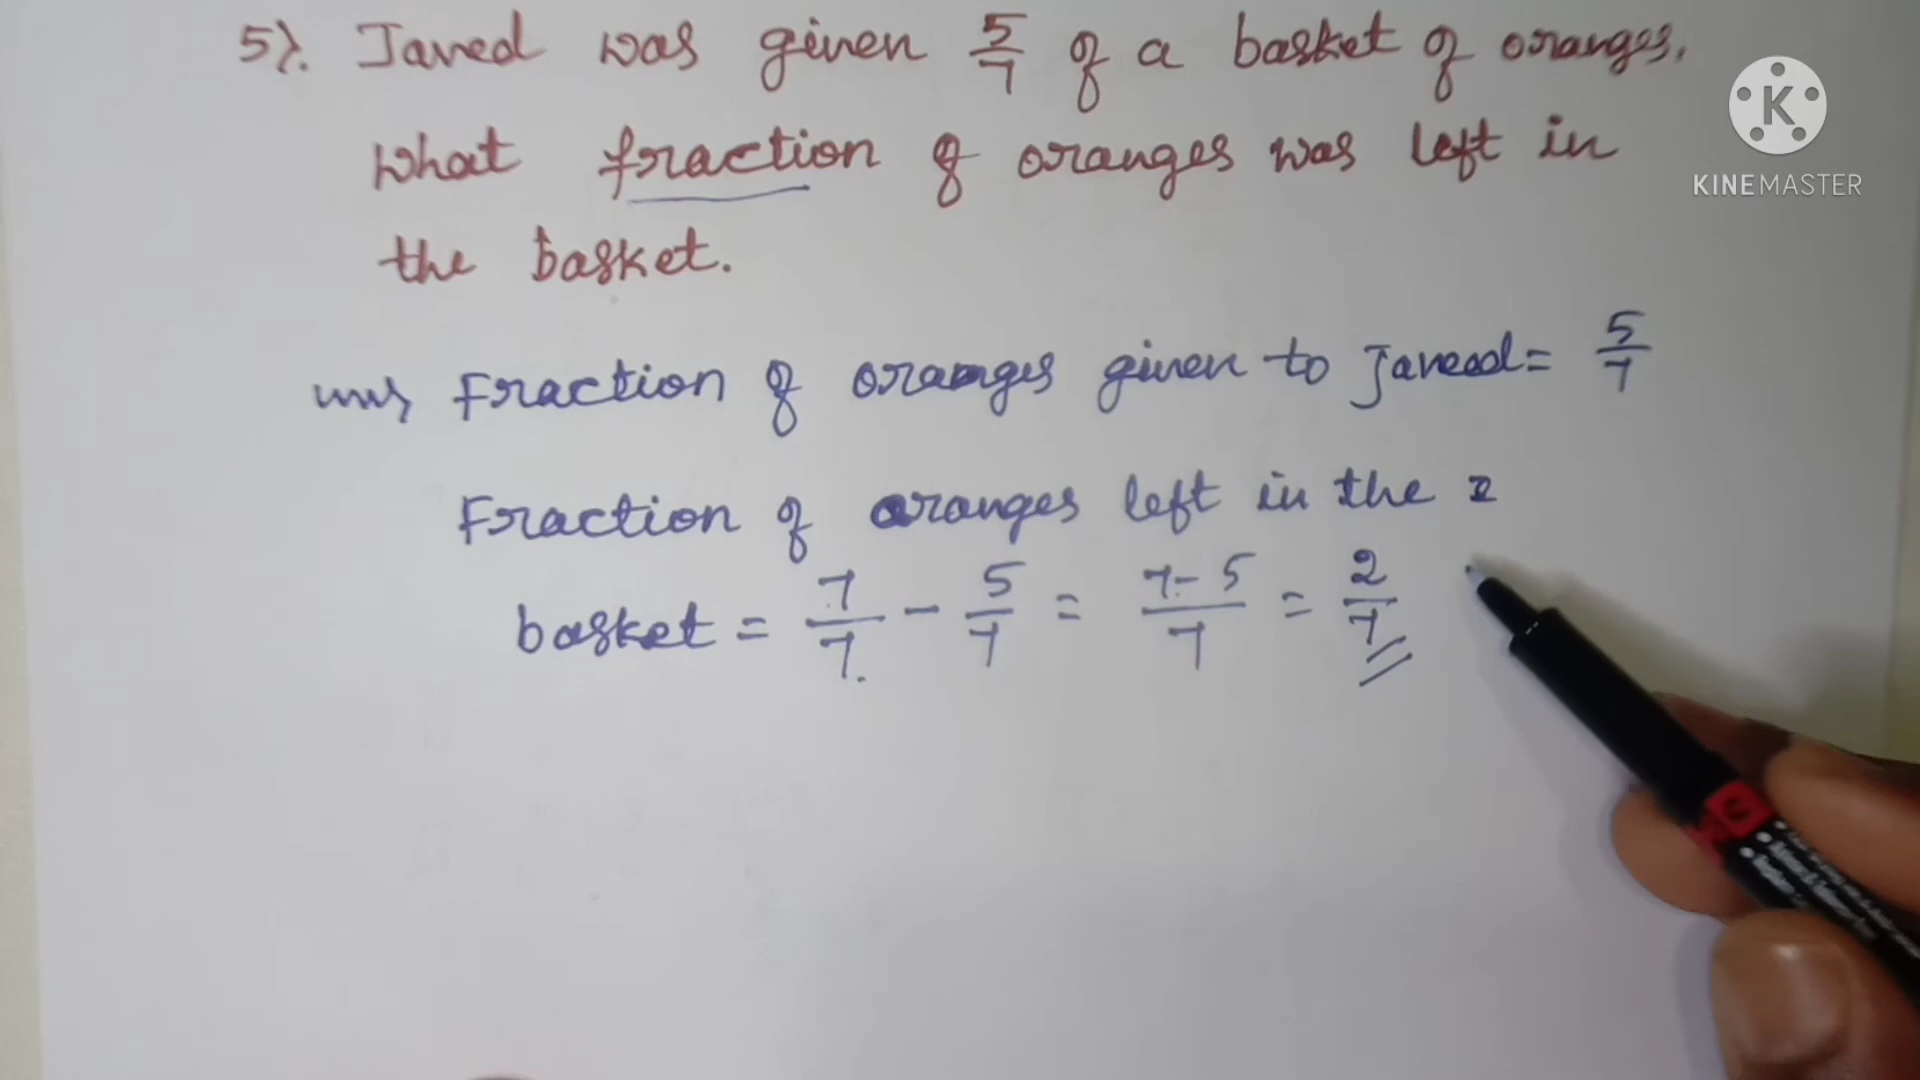 5). Javed was given 5/7 of a basket of oranges.
K
KINEMASTER
What fraction of oranges was left in
the basket.
Fraction of oranges given to Javed = 5/7
Fraction of oranges left in the
basket = 7/7 - 5/7 = 7-5/7 = 2/7